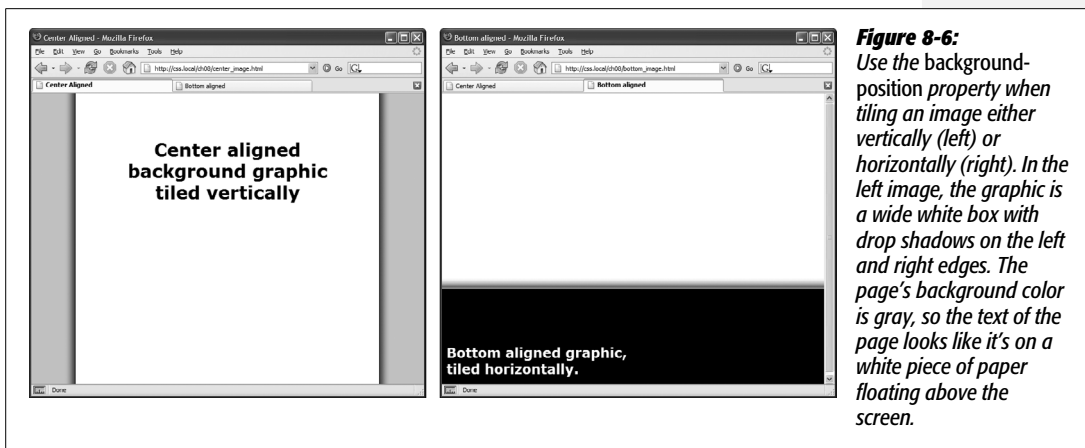 Center Aligned - Mozilla Firefox
File Edit View Go Bookmarks Tools Help
http://css.local/ch08/center_image.html Go
Center Aligned Bottom aligned
Center aligned
background graphic
tiled vertically
Done
Bottom aligned - Mozilla Firefox
File Edit View Go Bookmarks Tools Help
http://css.local/ch08/bottom_image.html Go
Center Aligned Bottom aligned
Bottom aligned graphic,
tiled horizontally.
Done
Figure 8-6:
Use the background-
position property when
tiling an image either
vertically (left) or
horizontally (right). In the
left image, the graphic is
a wide white box with
drop shadows on the left
and right edges. The
page's background color
is gray, so the text of the
page looks like it's on a
white piece of paper
floating above the
screen.